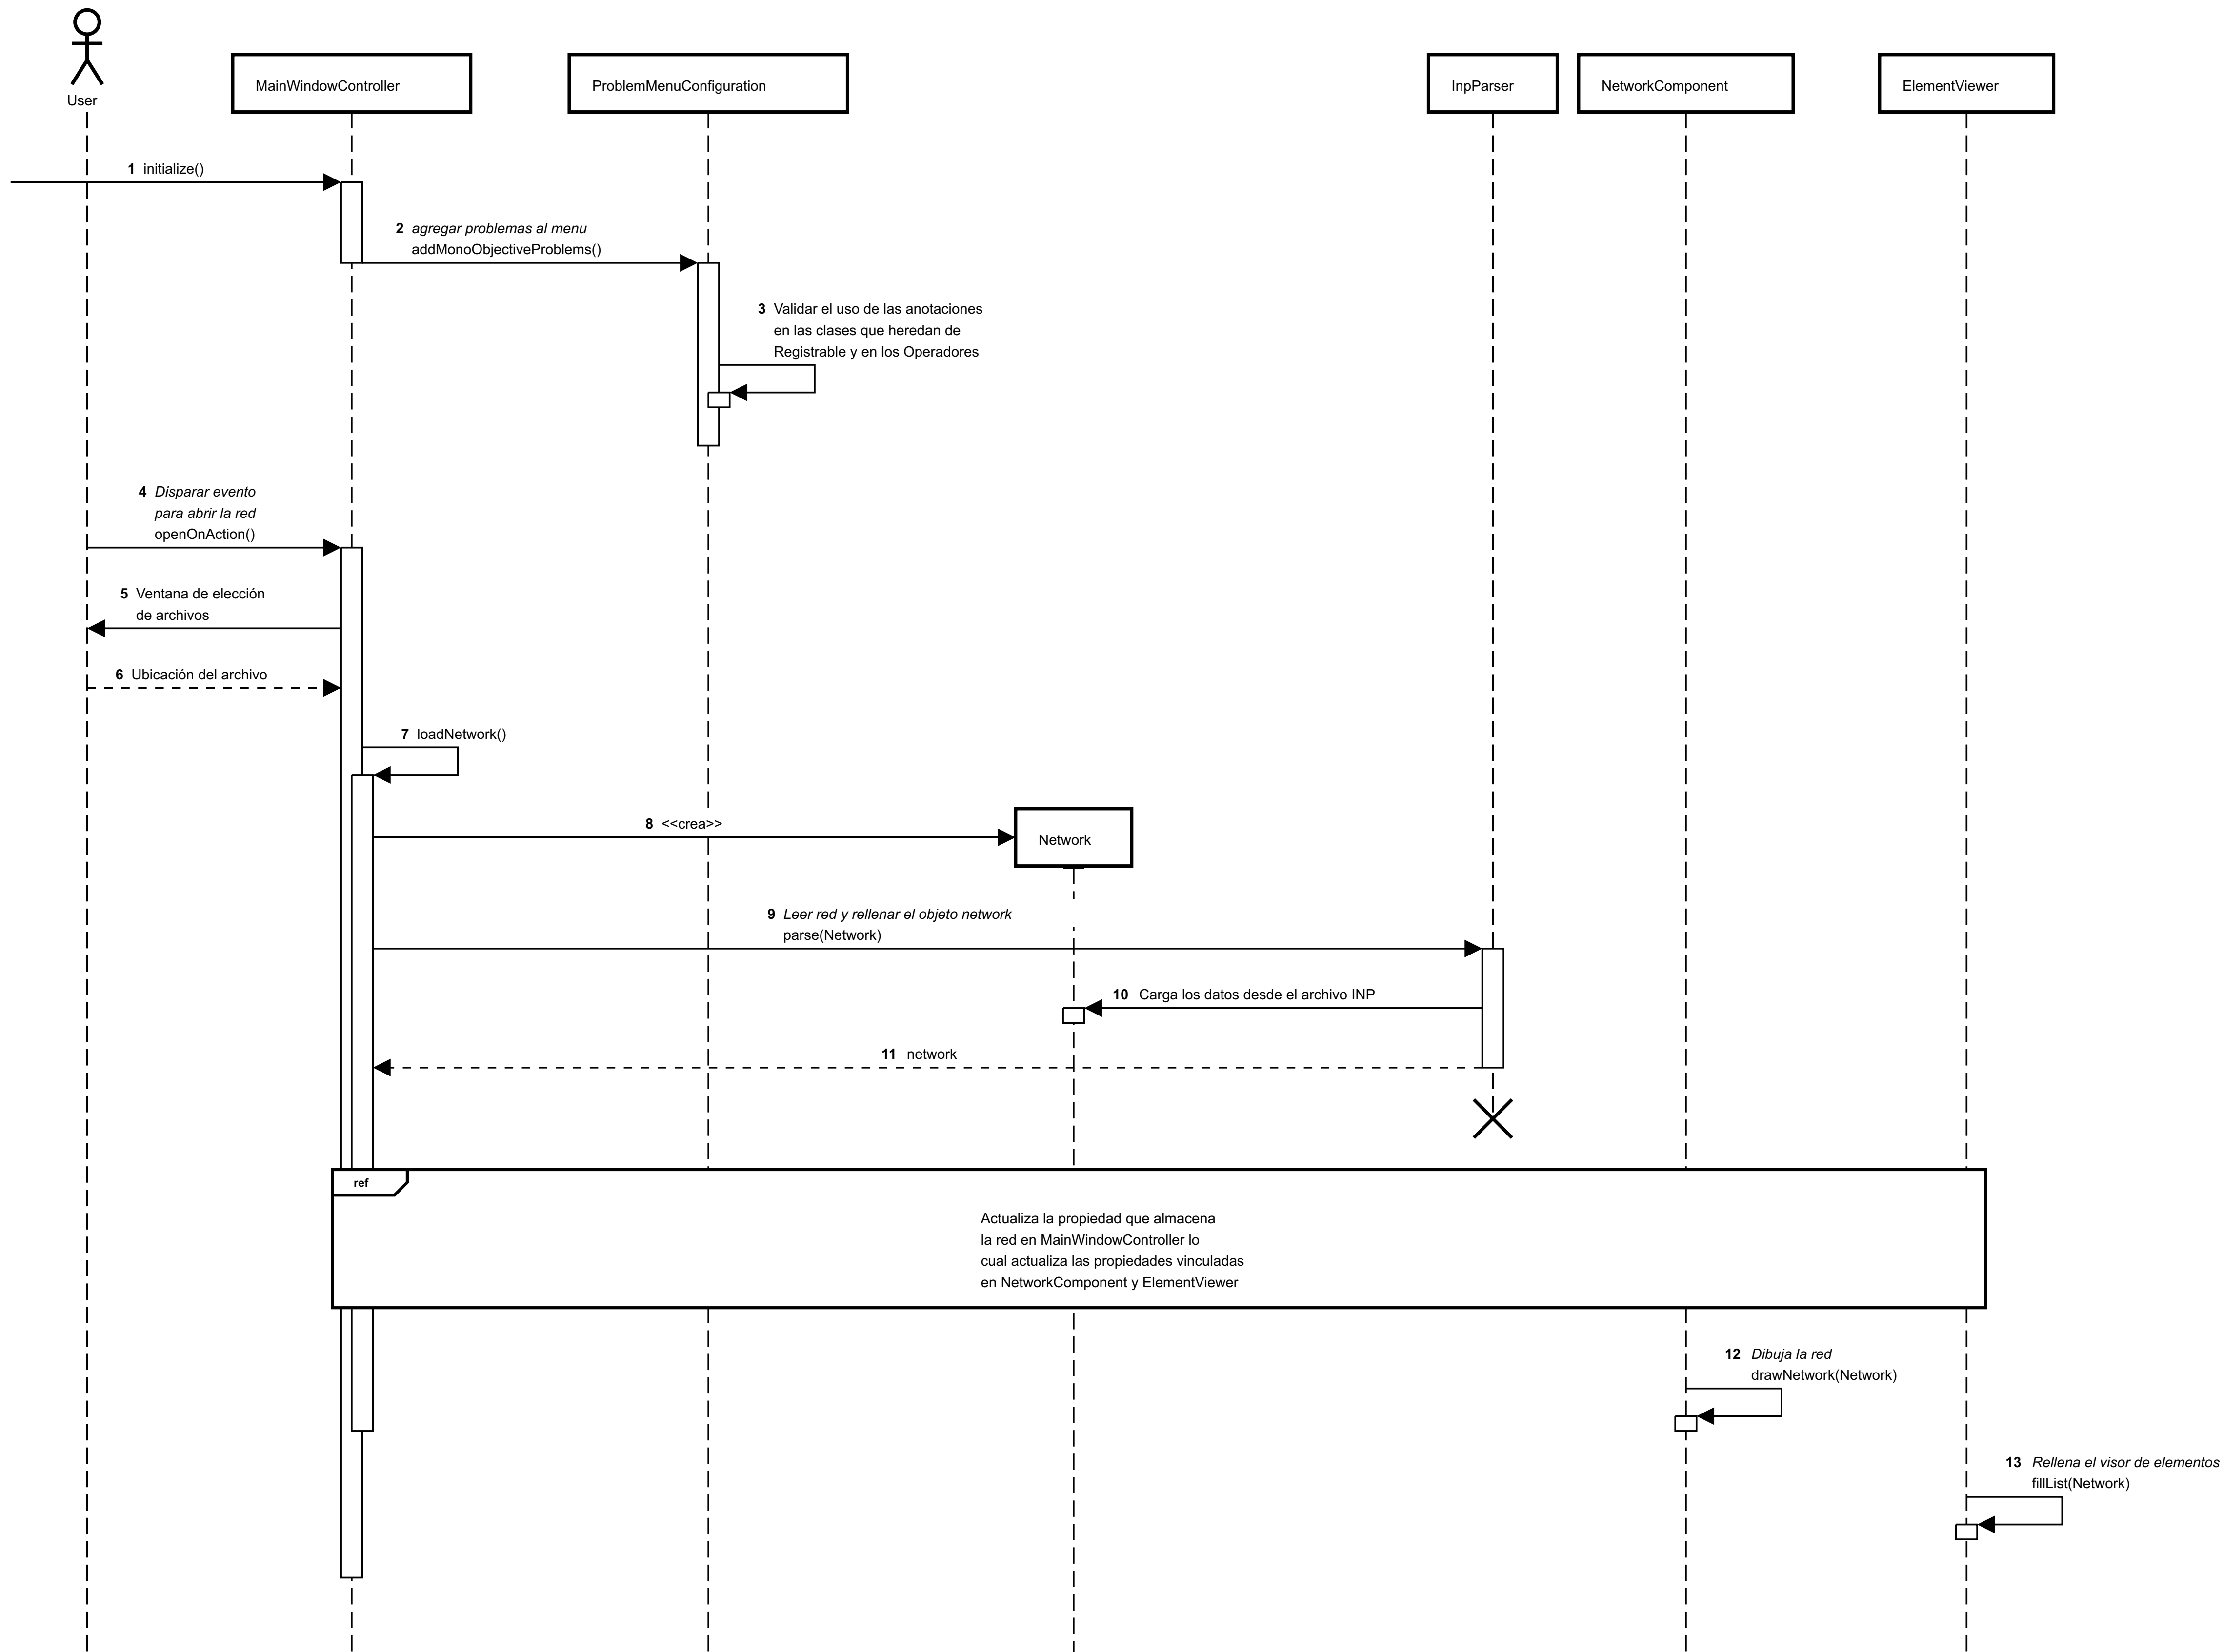 User
MainWindowController
ProblemMenuConfiguration
InpParser
NetworkComponent
ElementViewer
1 initialize()
2 agregar problemas al menu
addMonoObjectiveProblems()
3 Validar el uso de las anotaciones
en las clases que heredan de
Registrable y en los Operadores
4 Disparar evento
para abrir la red
openOnAction()
5 Ventana de elección
de archivos
6 Ubicación del archivo
7 loadNetwork()
8 <<crea>>
Network
9 Leer red y rellenar el objeto network
parse(Network)
10 Carga los datos desde el archivo INP
11 network
ref
Actualiza la propiedad que almacena
la red en MainWindowController lo
cual actualiza las propiedades vinculadas
en NetworkComponent y ElementViewer
12 Dibuja la red
drawNetwork(Network)
13 Rellena el visor de elementos
fillList(Network)